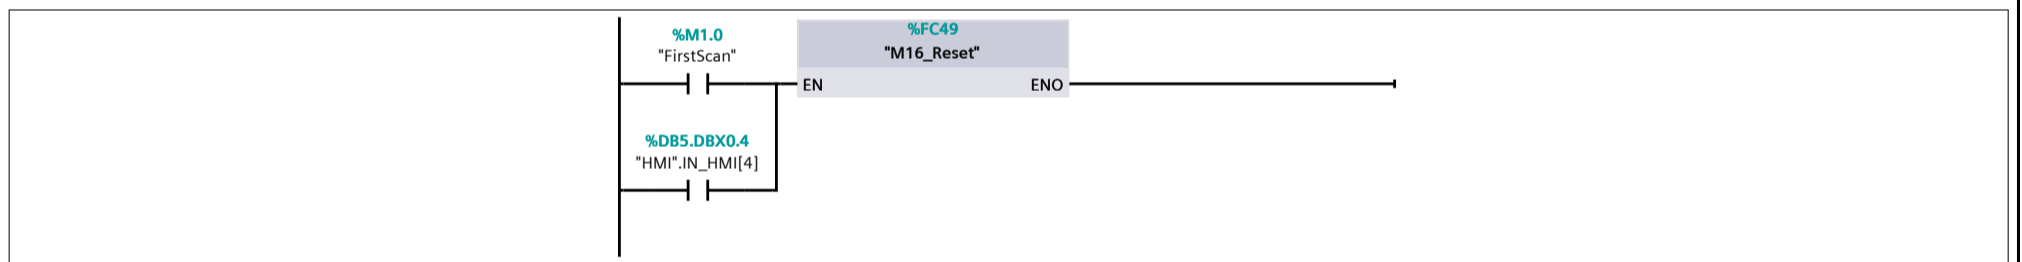 %M1.0
"FirstScan"
%FC49
"M16_Reset"
EN
ENO
%DB5.DBX0.4
"HMI".IN_HMI[4]